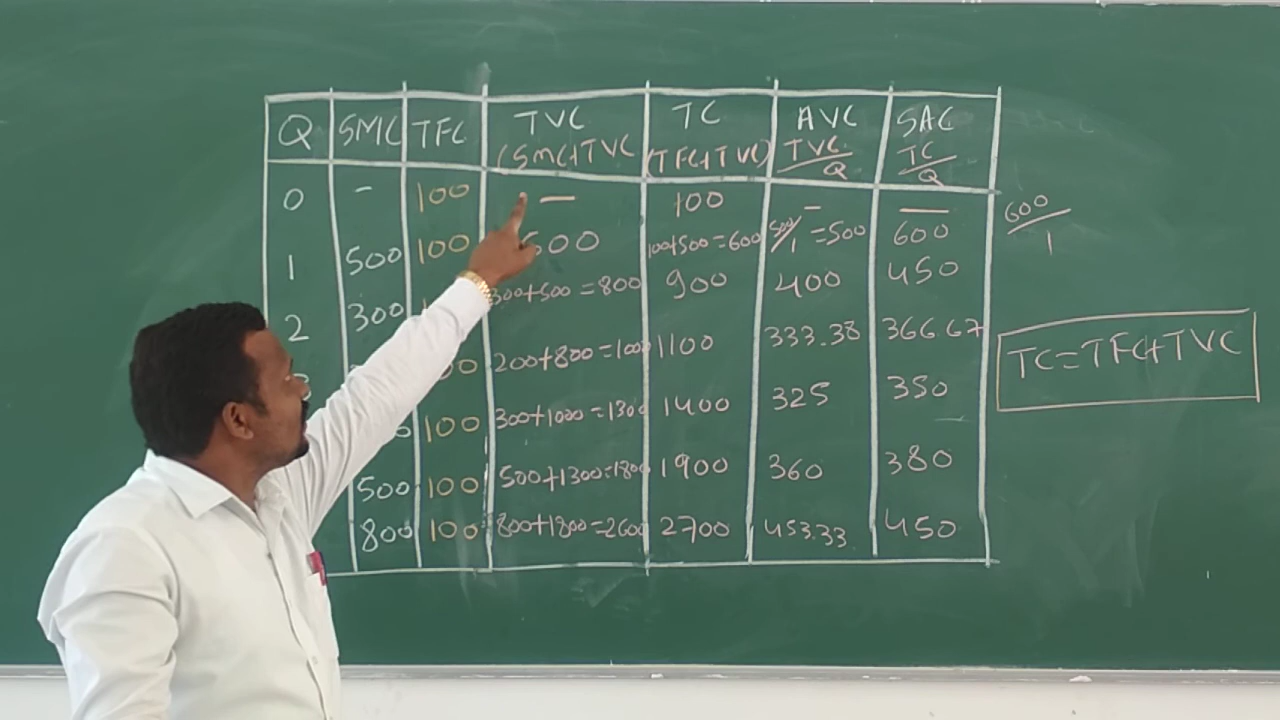 Q SMC TFC TVC TC AVC SAC
(SMC+TVC (TFC+TVC) TVC/Q TC/Q
0 - 100 - 100 - -
1 500 100 500 100+500=600 500/1=500 600 600/1
2 300 300+500=800 900 400 450
200+800=1000 1100 333.38 366.67
TC=TFC+TVC
100 300+1000=1300 1400 325 350
500 100 500+1300=1800 1900 360 380
800 100 800+1800=2600 2700 453.33 450